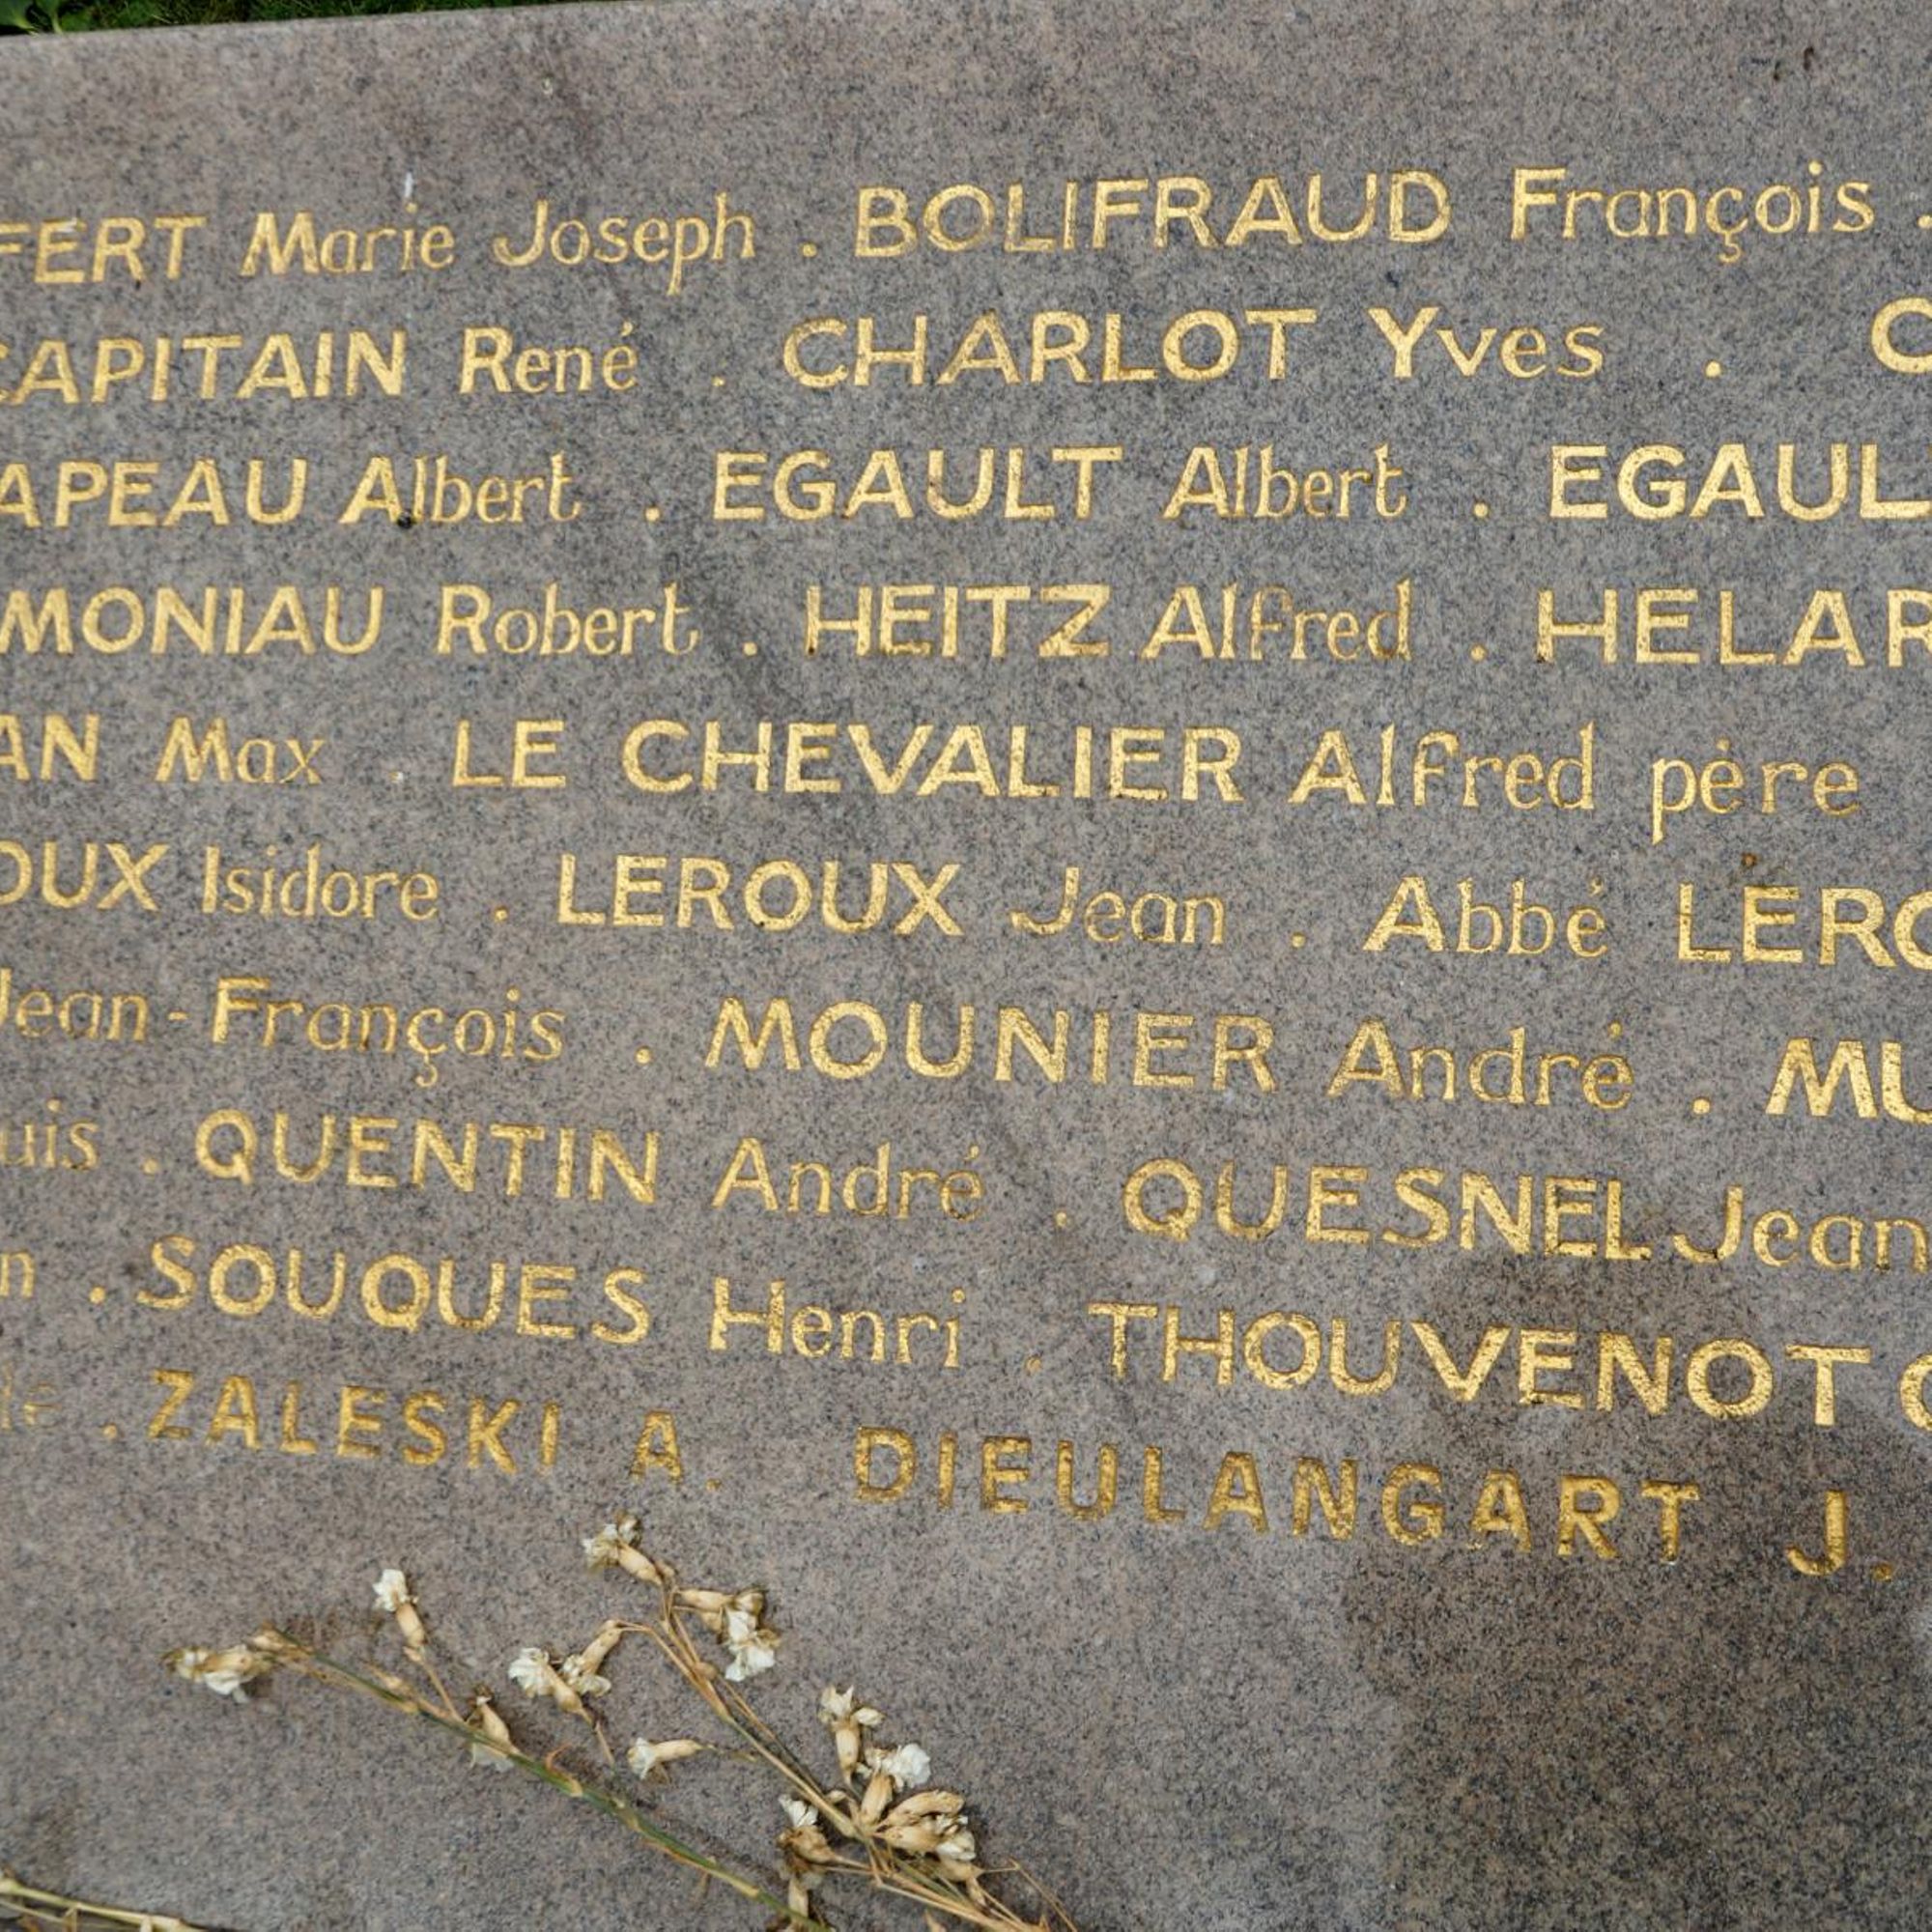 FERT Marie Joseph . BOLIFRAUD François .
CAPITAIN René . CHARLOT Yves .
APEAU Albert . EGAULT Albert . EGAUL
MONIAU Robert . HEITZ Alfred . HELAR
AN Max . LE CHEVALIER Alfred père
OUX Isidore . LEROUX Jean . Abbé LERO
Jean-François . MOUNIER André . MU
uis . QUENTIN André . QUESNEL Jean
n . SOUQUES Henri . THOUVENOT
le . ZALESKI A. DIEULANGART J.